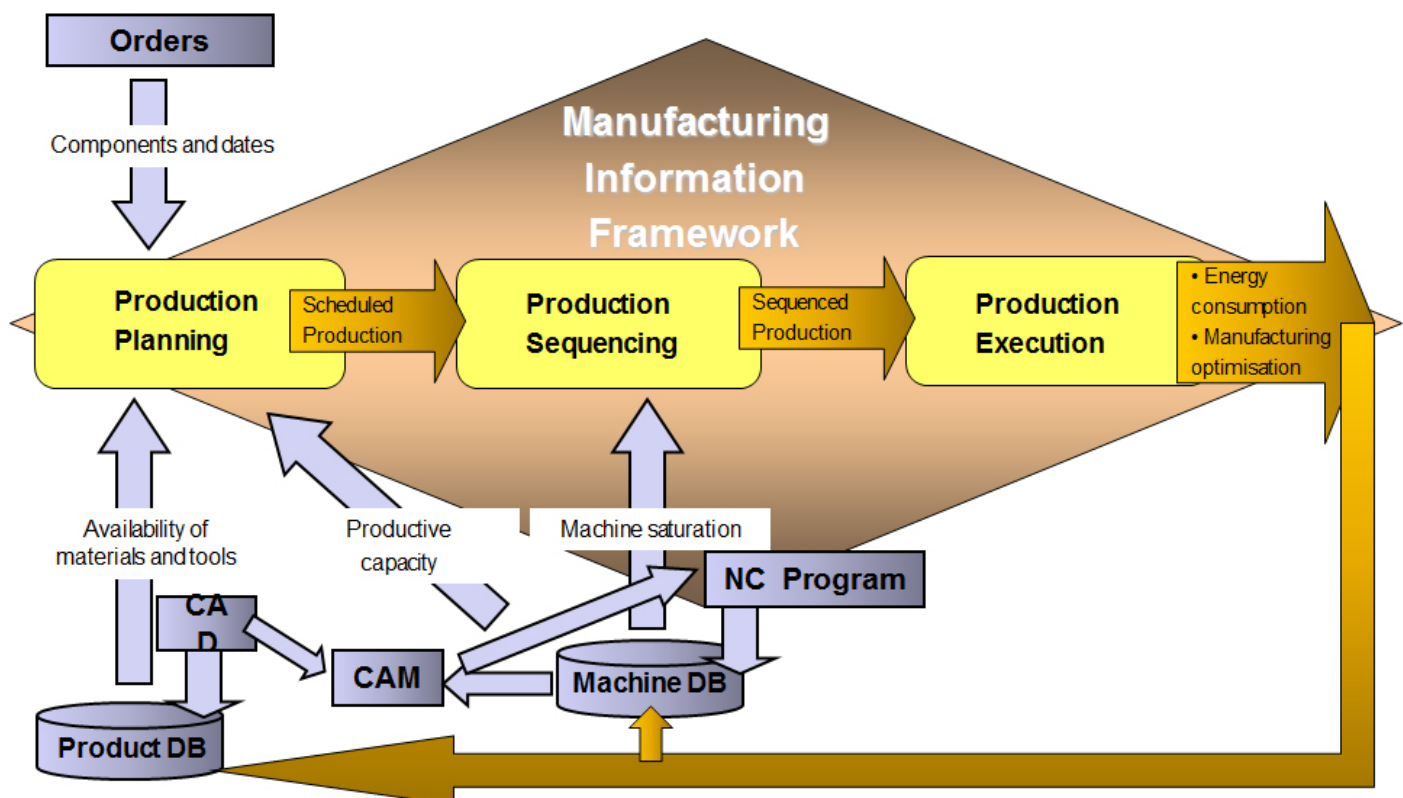 Orders
Components and dates
Manufacturing
Information
Framework
Production
Planning
Scheduled
Production
Production
Sequencing
Sequenced
Production
Production
Execution
• Energy
consumption
• Manufacturing
optimisation
Availability of
materials and tools
Productive
capacity
Machine saturation
NC Program
CA
D
CAM
Machine DB
Product DB